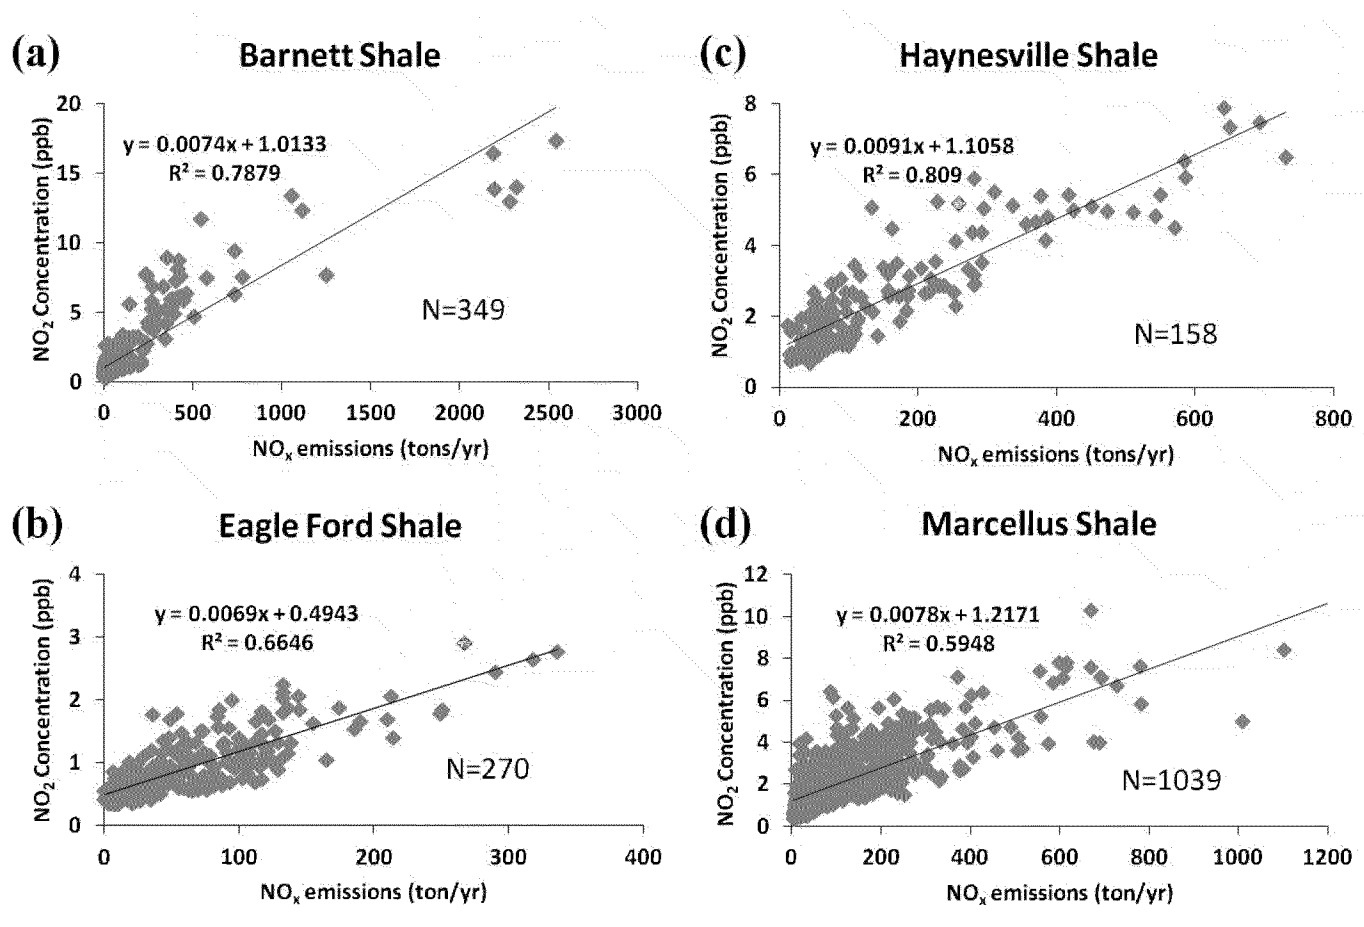 (a) Barnett Shale
NO₂ Concentration (ppb)
20
15
10
5
0
y = 0.0074x + 1.0133
R² = 0.7879
N=349
0 500 1000 1500 2000 2500 3000
NOₓ emissions (tons/yr)
(c) Haynesville Shale
NO₂ Concentration (ppb)
8
6
4
2
0
y = 0.0091x + 1.1058
R² = 0.809
N=158
0 200 400 600 800
NOₓ emissions (tons/yr)
(b) Eagle Ford Shale
NO₂ Concentration (ppb)
4
3
2
1
0
y = 0.0069x + 0.4943
R² = 0.6646
N=270
0 100 200 300 400
NOₓ emissions (ton/yr)
(d) Marcellus Shale
NO₂ Concentration (ppb)
12
10
8
6
4
2
0
y = 0.0078x + 1.2171
R² = 0.5948
N=1039
0 200 400 600 800 1000 1200
NOₓ emissions (ton/yr)